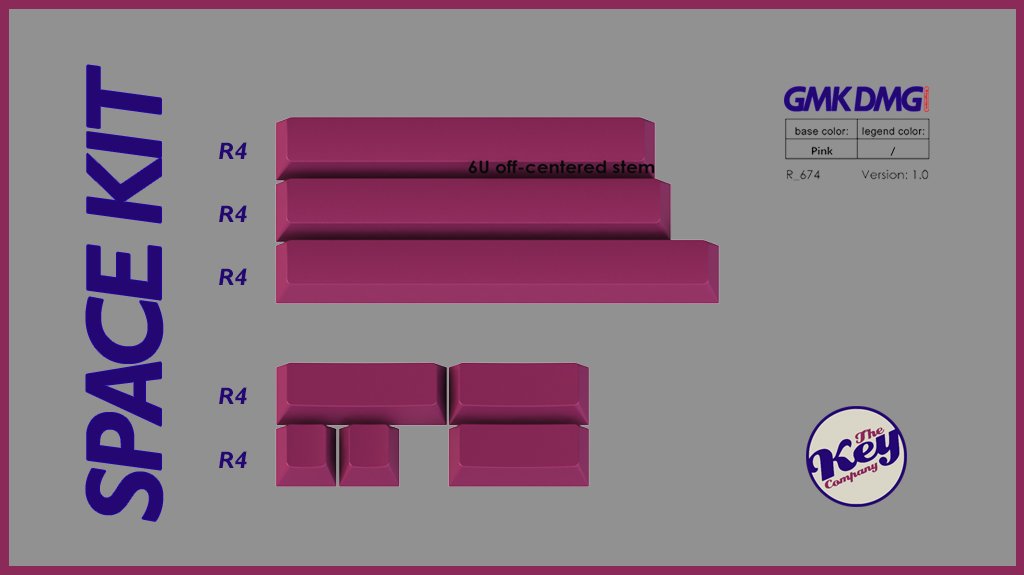 SPACE KIT
R4
6U off-centered stem
R4
R4
R4
R4
GMK DMG
base color: legend color:
Pink /
R_674 Version: 1.0
The
Key
Company